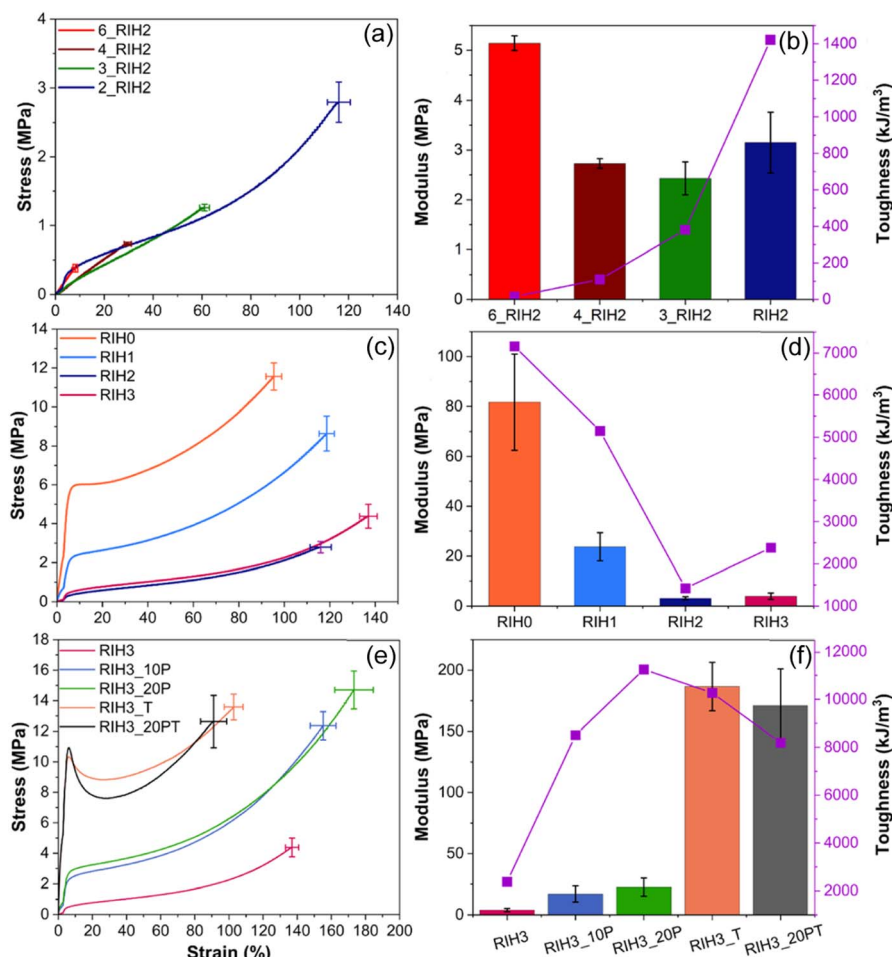 (a)
6_RIH2
4_RIH2
3_RIH2
2_RIH2
Stress (MPa)
4
3
2
1
0
0 20 40 60 80 100 120 140
(b)
Modulus (MPa)
5
4
5
3
2
1
0
6_RIH2 4_RIH2 3_RIH2 RIH2
1400
1200
1000
800
600
400
200
0
Toughness (kJ/m³)
(c)
RIH0
RIH1
RIH2
RIH3
Stress (MPa)
14
12
10
8
6
4
2
0
0 20 40 60 80 100 120 140
(d)
Modulus (MPa)
100
80
60
40
20
0
RIH0 RIH1 RIH2 RIH3
7000
6000
5000
4000
3000
2000
1000
Toughness (kJ/m³)
(e)
RIH3
RIH3_10P
RIH3_20P
RIH3_T
RIH3_20PT
Stress (MPa)
18
16
14
12
10
8
6
4
2
0
0 20 40 60 80 100 120 140 160 180 200
Strain (%)
(f)
Modulus (MPa)
200
175
150
125
100
75
50
25
0
RIH3 RIH3_10P RIH3_20P RIH3_T RIH3_20PT
12000
10000
8000
6000
4000
2000
Toughness (kJ/m³)